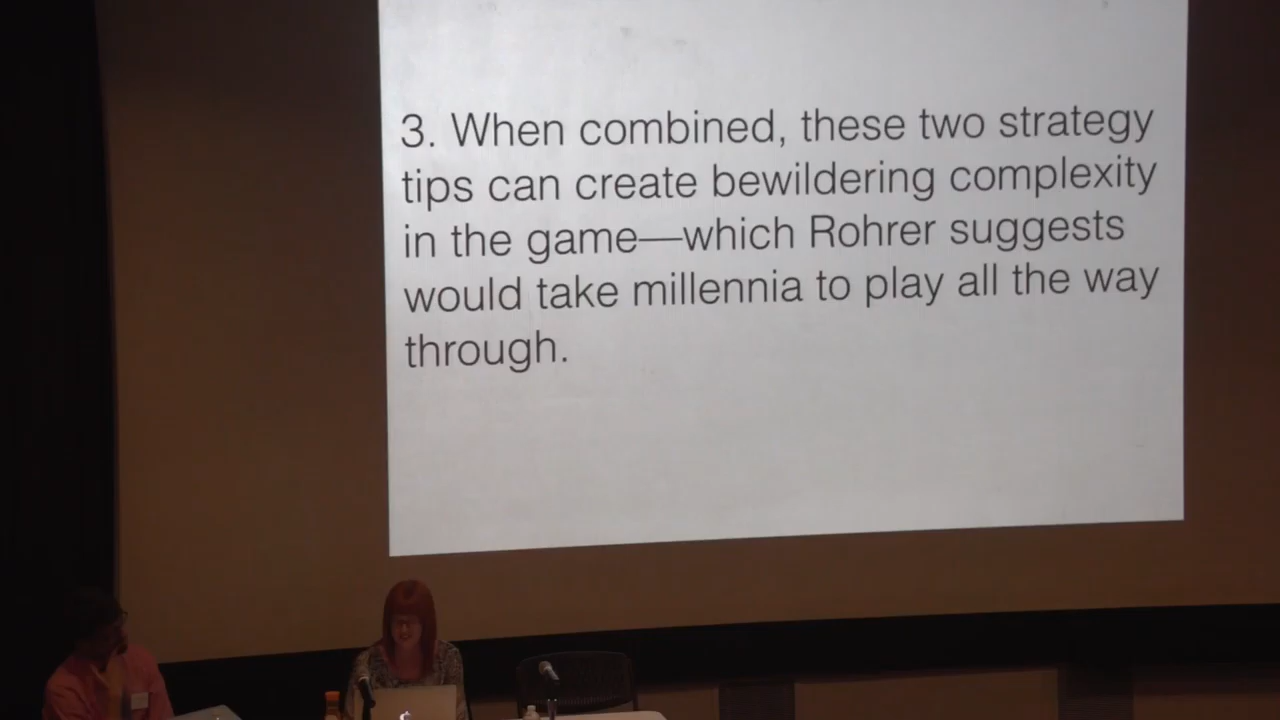 3. When combined, these two strategy
tips can create bewildering complexity
in the game—which Rohrer suggests
would take millennia to play all the way
through.